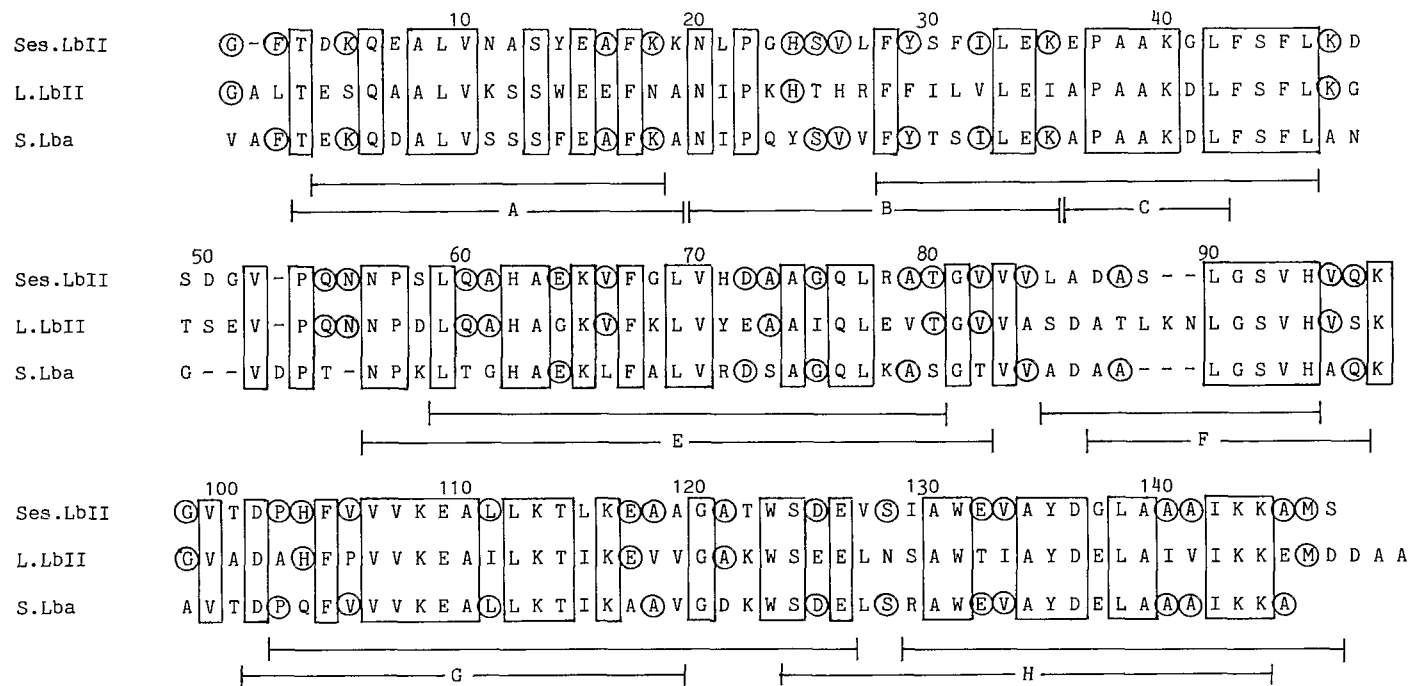 10 20 30 40
Ses.LbII G - F T D K Q E A L V N A S Y E A F K K N L P G H S V L F Y S F I L E K E P A A K G L F S F L K D
L.LbII G A L T E S Q A A L V K S S W E E F N A N I P K H T H R F F I L V L E I A P A A K D L F S F L K G
S.Lba V A F T E K Q D A L V S S S F E A F K A N I P Q Y S V V F Y T S I L E K A P A A K D L F S F L A N
A B C
50 60 70 80 90
Ses.LbII S D G V - P Q N N P S L Q A H A E K V F G L V H D A A G Q L R A T G V V V L A D A S - - L G S V H V Q K
L.LbII T S E V - P Q N N P D L Q A H A G K V F K L V Y E A A I Q L E V T G V V A S D A T L K N L G S V H V S K
S.Lba G - - V D P T - N P K L T G H A E K L F A L V R D S A G Q L K A S G T V V A D A A - - - L G S V H A Q K
E F
100 110 120 130 140
Ses.LbII G V T D P H F V V V K E A L L K T L K E A A G A T W S D E V S I A W E V A Y D G L A A A I K K A M S
L.LbII G V A D A H F P V V K E A I L K T I K E V V G A K W S E E L N S A W T I A Y D E L A I V I K K E M D D A A
S.Lba A V T D P Q F V V V K E A L L K T I K A A V G D K W S D E L S R A W E V A Y D E L A A A I K K A
G H